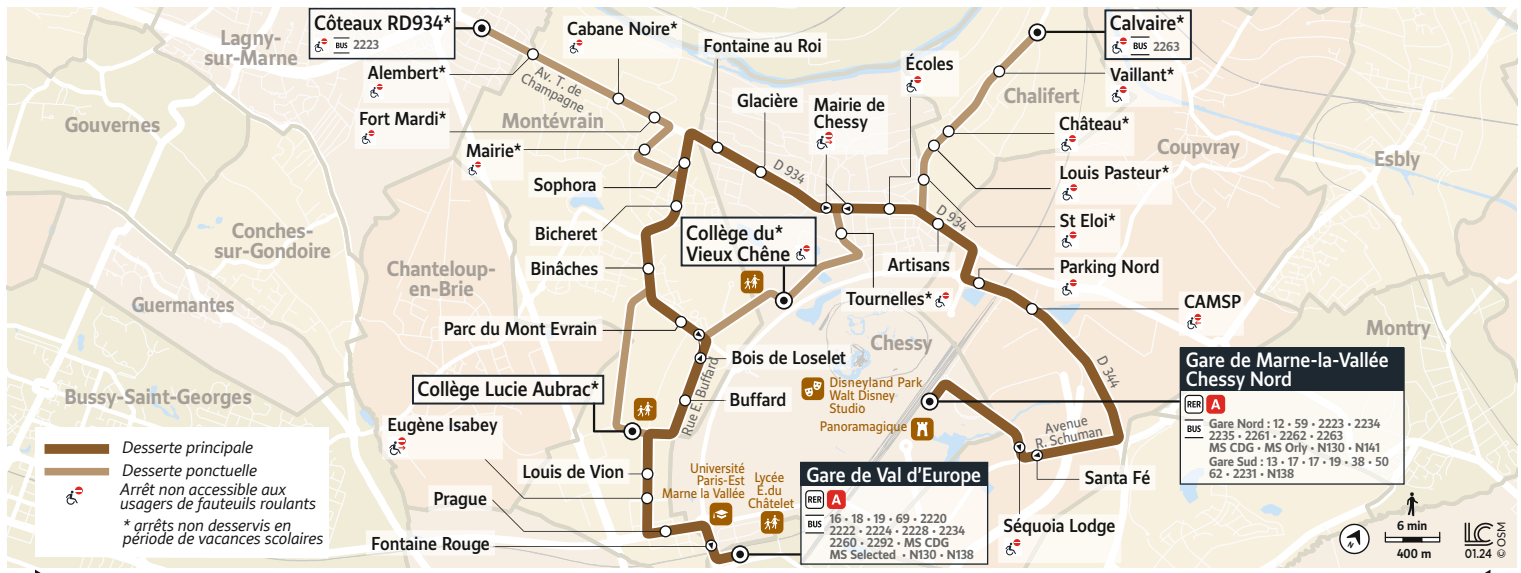 Côteaux RD934*
BUS 2223
Cabane Noire*
Fontaine au Roi
Calvaire*
BUS 2263
Lagny-
sur-Marne
Alembert*
Av. T. de
Champagne
Écoles
Vaillant*
Glacière
Mairie de
Chessy
Chalifert
Gouvernes
Fort Mardi*
Montévrain
Château*
Mairie*
Coupvray
Esbly
D 934
Sophora
Louis Pasteur*
Conches-
sur-Gondoire
Bicheret
Collège du*
Vieux Chêne
D 934
St Eloi*
Chanteloup-
en-Brie
Binâches
Artisans
Parking Nord
Guermantes
Tournelles*
CAMSP
Parc du Mont Evrain
Chessy
Montry
Bois de Loselet
D 344
Gare de Marne-la-Vallée
Chessy Nord
RER A
BUS
Gare Nord : 12 • 59 • 2223 • 2234
2235 • 2261 • 2262 • 2263
MS CDG • MS Orly • N130 • N141
Gare Sud : 13 • 17 • 17 • 19 • 38 • 50
62 • 2231 • N138
Collège Lucie Aubrac*
Rue E. Buffard
Buffard
Disneyland Park
Walt Disney
Studio
Panoramagique
Bussy-Saint-Georges
Eugène Isabey
Avenue
R. Schuman
Louis de Vion
Université
Paris-Est
Marne la Vallée
Lycée
E.du
Châtelet
Gare de Val d’Europe
RER A
BUS
16 • 18 • 19 • 69 • 2220
2222 • 2224 • 2228 • 2234
2260 • 2292 • MS CDG
MS Selected • N130 • N138
Santa Fé
Prague
Séquoia Lodge
Fontaine Rouge
Desserte principale
Desserte ponctuelle
Arrêt non accessible aux
usagers de fauteuils roulants
* arrêts non desservis en
période de vacances scolaires
6 min
400 m
LC
01.24
© OSM